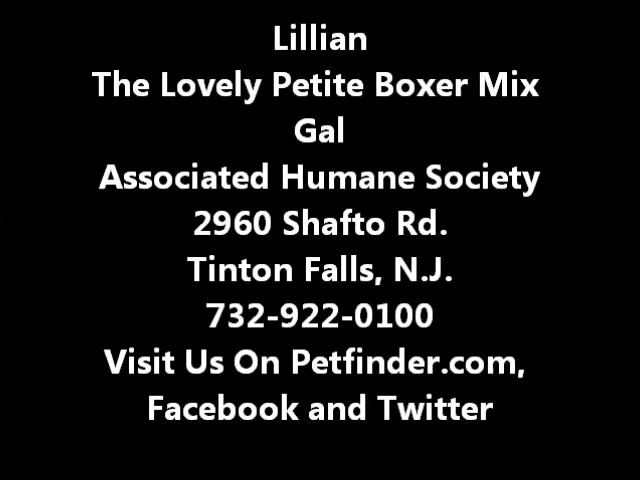 Lillian
The Lovely Petite Boxer Mix
Gal
Associated Humane Society
2960 Shafto Rd.
Tinton Falls, N.J.
732-922-0100
Visit Us On Petfinder.com,
Facebook and Twitter